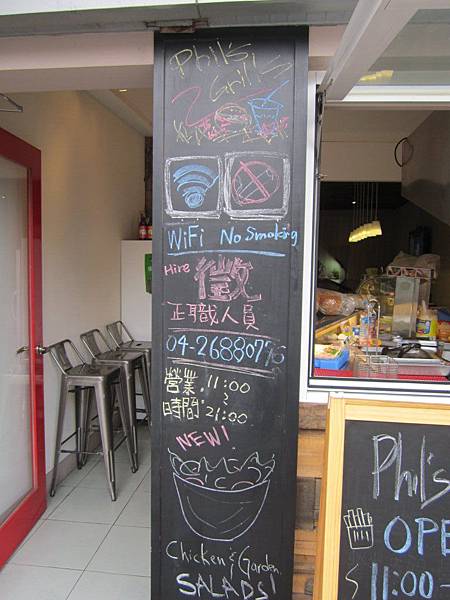 Phil's
Grill
WiFi No Smoking
Hire 徵
正職人員
04-26880776
營業 11:00
~
時間 21:00
NEW!
Chicken & Garden
SALADS!
Phil's
OPE
11:00-